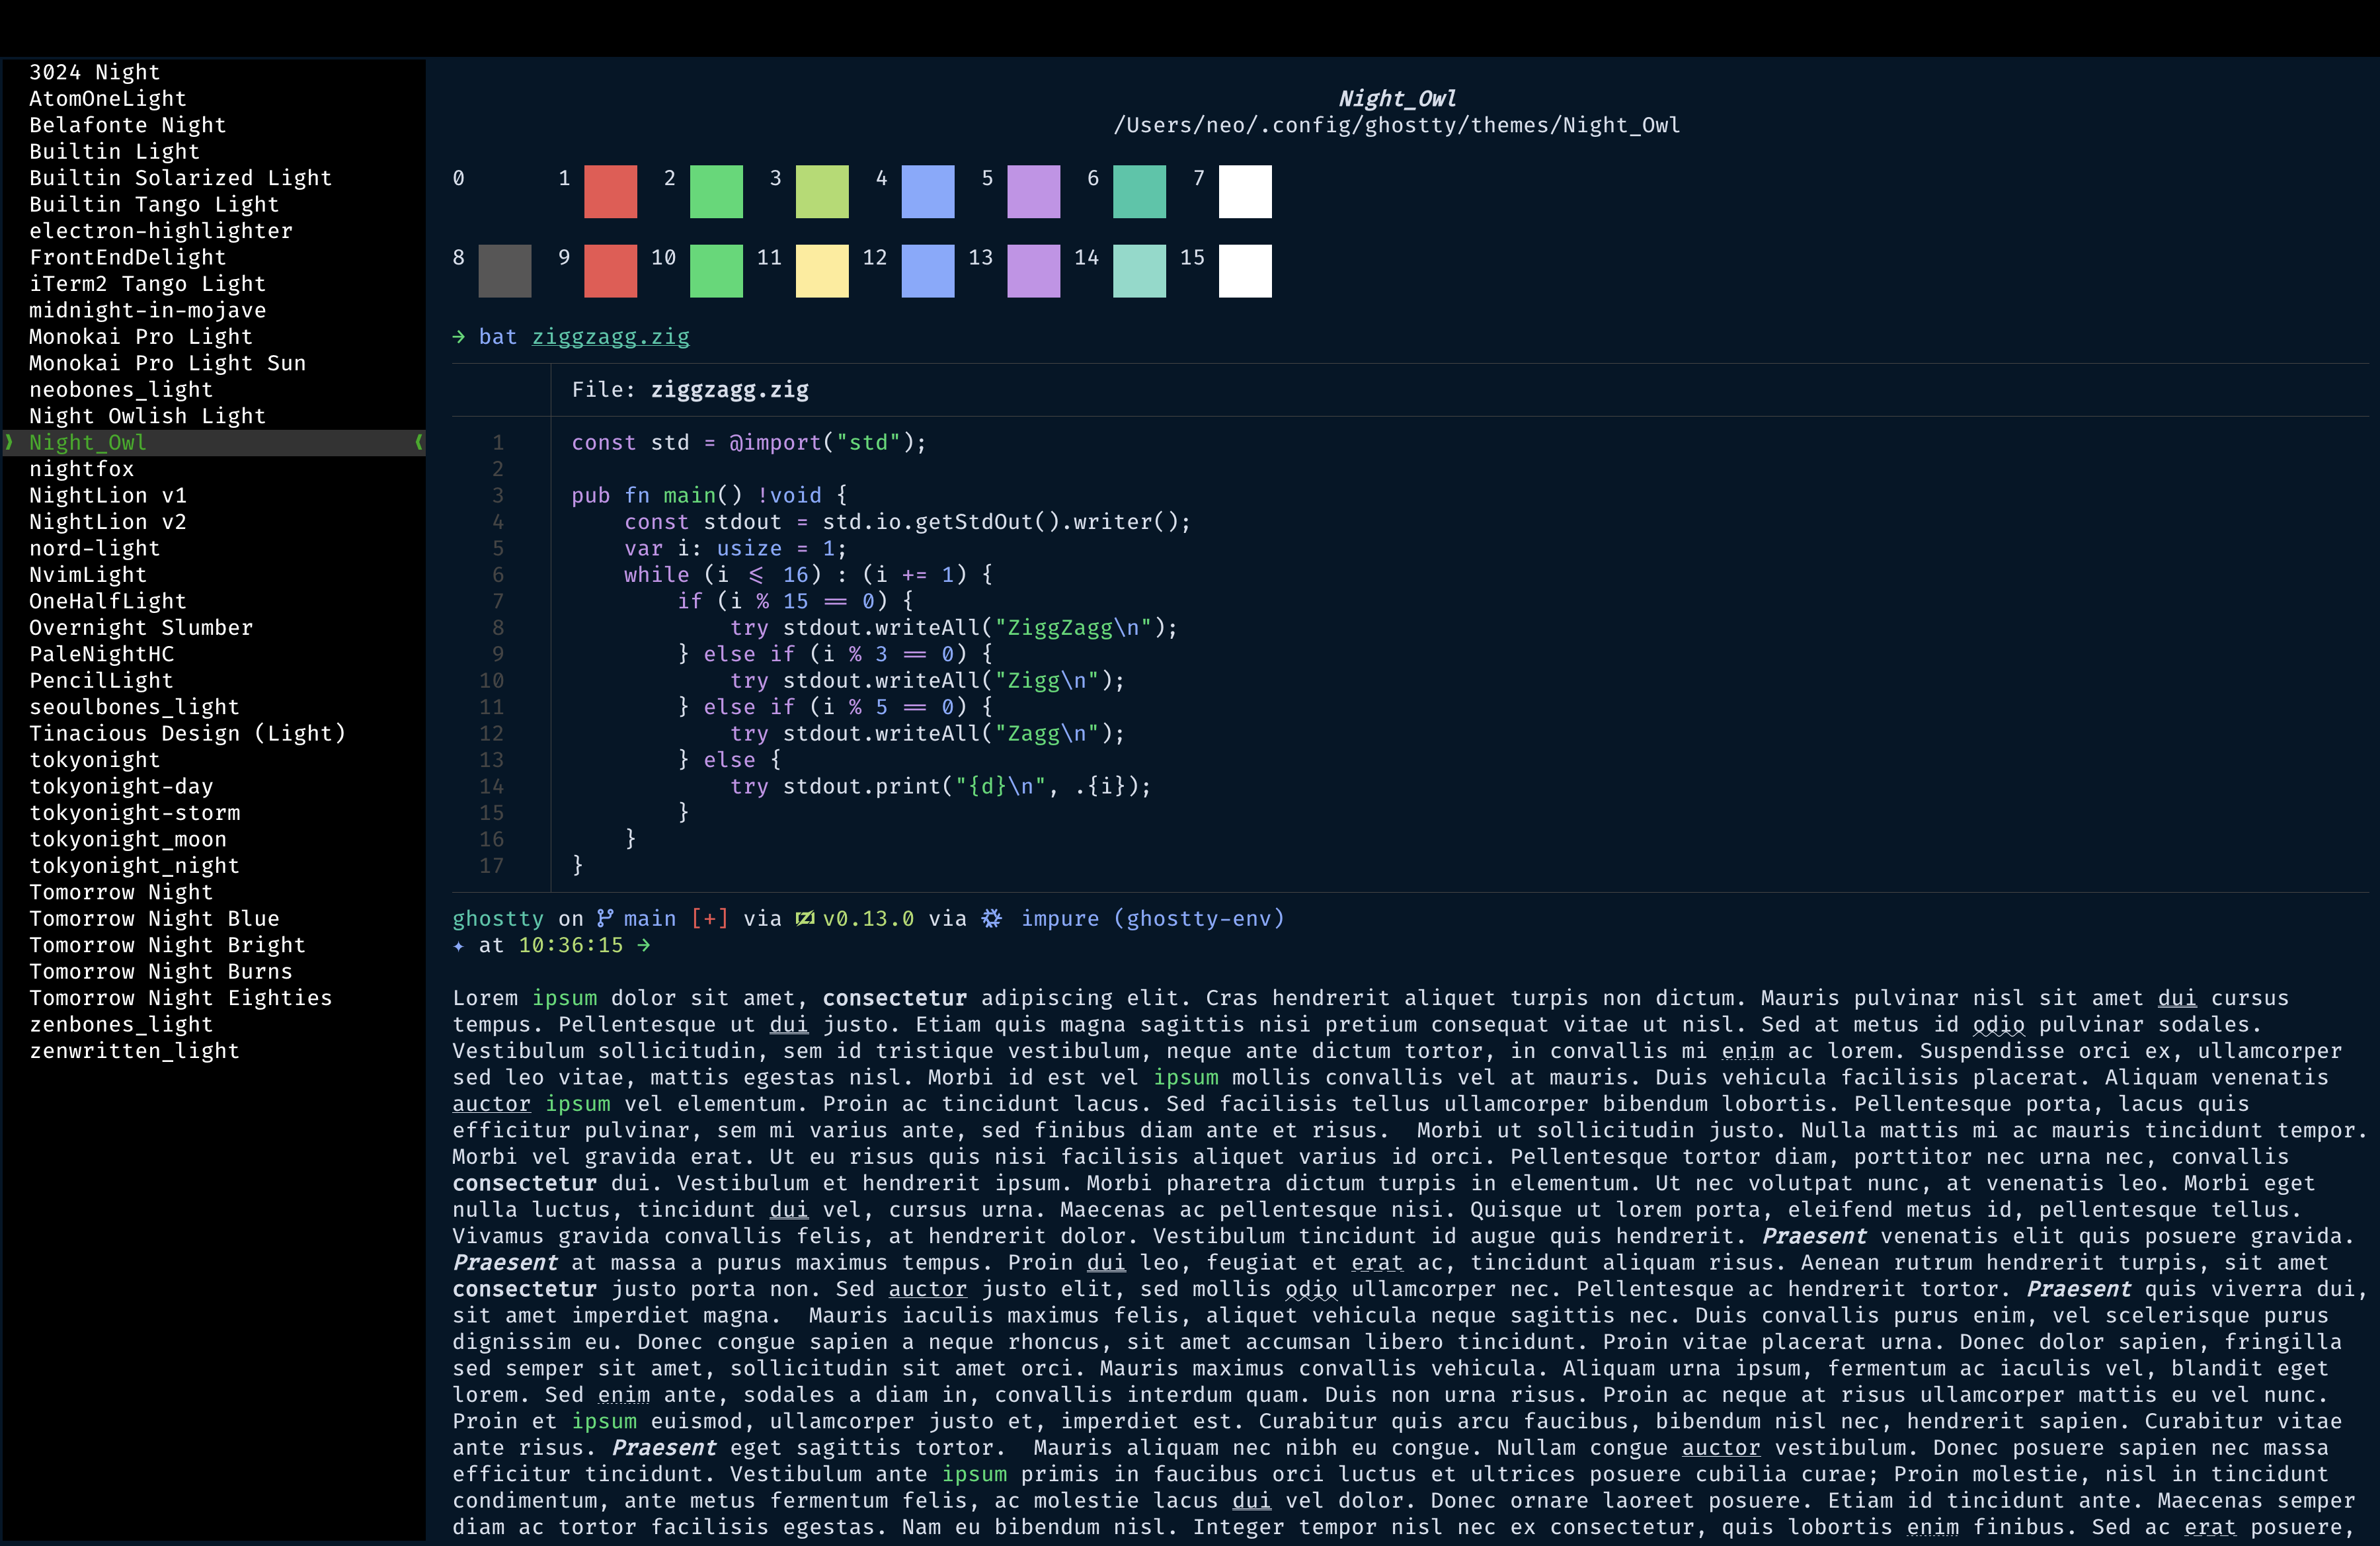 3024 Night
AtomOneLight
Belafonte Night
Builtin Light
Builtin Solarized Light
Builtin Tango Light
electron-highlighter
FrontEndDelight
iTerm2 Tango Light
midnight-in-mojave
Monokai Pro Light
Monokai Pro Light Sun
neobones_light
Night Owlish Light
❯ Night_Owl ❮
nightfox
NightLion v1
NightLion v2
nord-light
NvimLight
OneHalfLight
Overnight Slumber
PaleNightHC
PencilLight
seoulbones_light
Tinacious Design (Light)
tokyonight
tokyonight-day
tokyonight-storm
tokyonight_moon
tokyonight_night
Tomorrow Night
Tomorrow Night Blue
Tomorrow Night Bright
Tomorrow Night Burns
Tomorrow Night Eighties
zenbones_light
zenwritten_light
Night_Owl
/Users/neo/.config/ghostty/themes/Night_Owl
0 1 2 3 4 5 6 7
8 9 10 11 12 13 14 15
→ bat ziggzagg.zig
File: ziggzagg.zig
1 const std = @import("std");
2
3 pub fn main() !void {
4     const stdout = std.io.getStdOut().writer();
5     var i: usize = 1;
6     while (i <= 16) : (i += 1) {
7         if (i % 15 == 0) {
8             try stdout.writeAll("ZiggZagg\n");
9         } else if (i % 3 == 0) {
10             try stdout.writeAll("Zigg\n");
11         } else if (i % 5 == 0) {
12             try stdout.writeAll("Zagg\n");
13         } else {
14             try stdout.print("{d}\n", .{i});
15         }
16     }
17 }
ghostty on main [+] via v0.13.0 via impure (ghostty-env)
✦ at 10:36:15 →
Lorem ipsum dolor sit amet, consectetur adipiscing elit. Cras hendrerit aliquet turpis non dictum. Mauris pulvinar nisl sit amet dui cursus
tempus. Pellentesque ut dui justo. Etiam quis magna sagittis nisi pretium consequat vitae ut nisl. Sed at metus id odio pulvinar sodales.
Vestibulum sollicitudin, sem id tristique vestibulum, neque ante dictum tortor, in convallis mi enim ac lorem. Suspendisse orci ex, ullamcorper
sed leo vitae, mattis egestas nisl. Morbi id est vel ipsum mollis convallis vel at mauris. Duis vehicula facilisis placerat. Aliquam venenatis
auctor ipsum vel elementum. Proin ac tincidunt lacus. Sed facilisis tellus ullamcorper bibendum lobortis. Pellentesque porta, lacus quis
efficitur pulvinar, sem mi varius ante, sed finibus diam ante et risus.  Morbi ut sollicitudin justo. Nulla mattis mi ac mauris tincidunt tempor.
Morbi vel gravida erat. Ut eu risus quis nisi facilisis aliquet varius id orci. Pellentesque tortor diam, porttitor nec urna nec, convallis
consectetur dui. Vestibulum et hendrerit ipsum. Morbi pharetra dictum turpis in elementum. Ut nec volutpat nunc, at venenatis leo. Morbi eget
nulla luctus, tincidunt dui vel, cursus urna. Maecenas ac pellentesque nisi. Quisque ut lorem porta, eleifend metus id, pellentesque tellus.
Vivamus gravida convallis felis, at hendrerit dolor. Vestibulum tincidunt id augue quis hendrerit. Praesent venenatis elit quis posuere gravida.
Praesent at massa a purus maximus tempus. Proin dui leo, feugiat et erat ac, tincidunt aliquam risus. Aenean rutrum hendrerit turpis, sit amet
consectetur justo porta non. Sed auctor justo elit, sed mollis odio ullamcorper nec. Pellentesque ac hendrerit tortor. Praesent quis viverra dui,
sit amet imperdiet magna.  Mauris iaculis maximus felis, aliquet vehicula neque sagittis nec. Duis convallis purus enim, vel scelerisque purus
dignissim eu. Donec congue sapien a neque rhoncus, sit amet accumsan libero tincidunt. Proin vitae placerat urna. Donec dolor sapien, fringilla
sed semper sit amet, sollicitudin sit amet orci. Mauris maximus convallis vehicula. Aliquam urna ipsum, fermentum ac iaculis vel, blandit eget
lorem. Sed enim ante, sodales a diam in, convallis interdum quam. Duis non urna risus. Proin ac neque at risus ullamcorper mattis eu vel nunc.
Proin et ipsum euismod, ullamcorper justo et, imperdiet est. Curabitur quis arcu faucibus, bibendum nisl nec, hendrerit sapien. Curabitur vitae
ante risus. Praesent eget sagittis tortor.  Mauris aliquam nec nibh eu congue. Nullam congue auctor vestibulum. Donec posuere sapien nec massa
efficitur tincidunt. Vestibulum ante ipsum primis in faucibus orci luctus et ultrices posuere cubilia curae; Proin molestie, nisl in tincidunt
condimentum, ante metus fermentum felis, ac molestie lacus dui vel dolor. Donec ornare laoreet posuere. Etiam id tincidunt ante. Maecenas semper
diam ac tortor facilisis egestas. Nam eu bibendum nisl. Integer tempor nisl nec ex consectetur, quis lobortis enim finibus. Sed ac erat posuere,